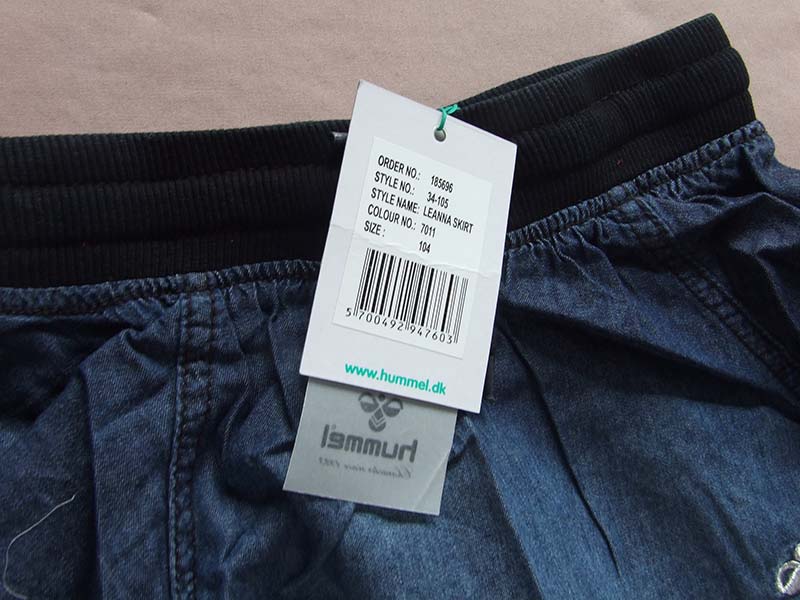 ORDER NO.: 185696
STYLE NO.: 34-105
STYLE NAME: LEANNA SKIRT
COLOUR NO.: 7011
SIZE : 104
5 700492 947603
www.hummel.dk
hummel